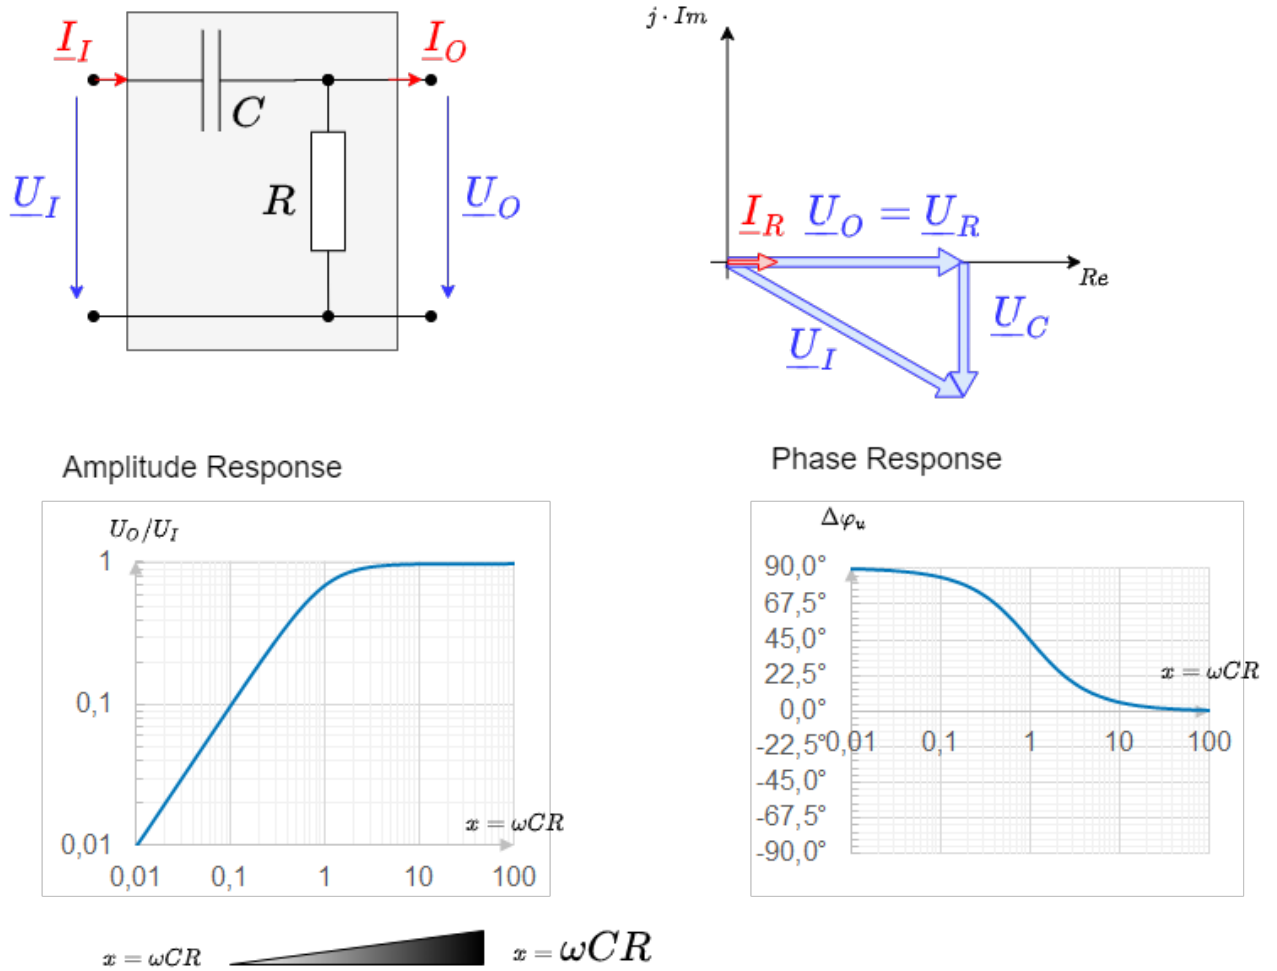 I_I
I_O
C
R
U_I
U_O
j · Im
I_R
U_O = U_R
Re
U_C
U_I
Amplitude Response
U_O/U_I
1
0,1
0,01
x = ωCR
0,01 0,1 1 10 100
Phase Response
Δφ_u
90,0°
67,5°
45,0°
22,5°
x = ωCR
0,0°
-22,5°
0,01 0,1 1 10 100
-45,0°
-67,5°
-90,0°
x = ωCR
x = ωCR